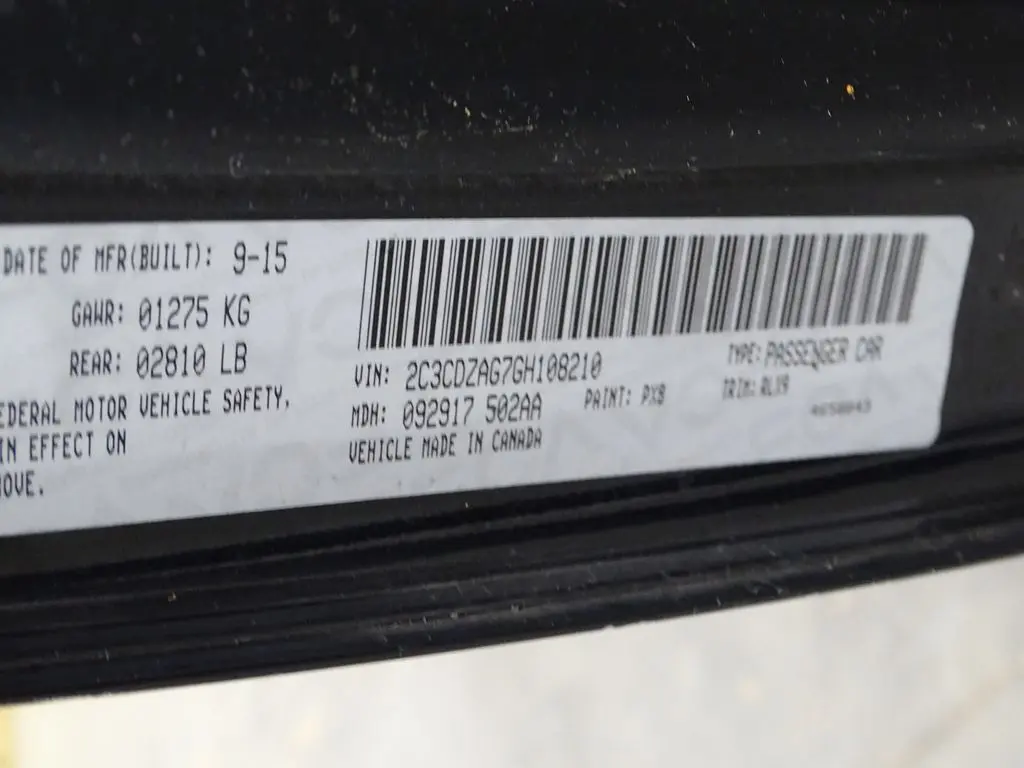 DATE OF MFR(BUILT): 9-15
GAWR: 01275 KG
REAR: 02810 LB
EDERAL MOTOR VEHICLE SAFETY,
IN EFFECT ON
MOVE.
VIN: 2C3CDZAG7GH108210
TYPE: PASSENGER CAR
MDH: 092917 502AA
PAINT: PX8
TRIM: RLX9
VEHICLE MADE IN CANADA